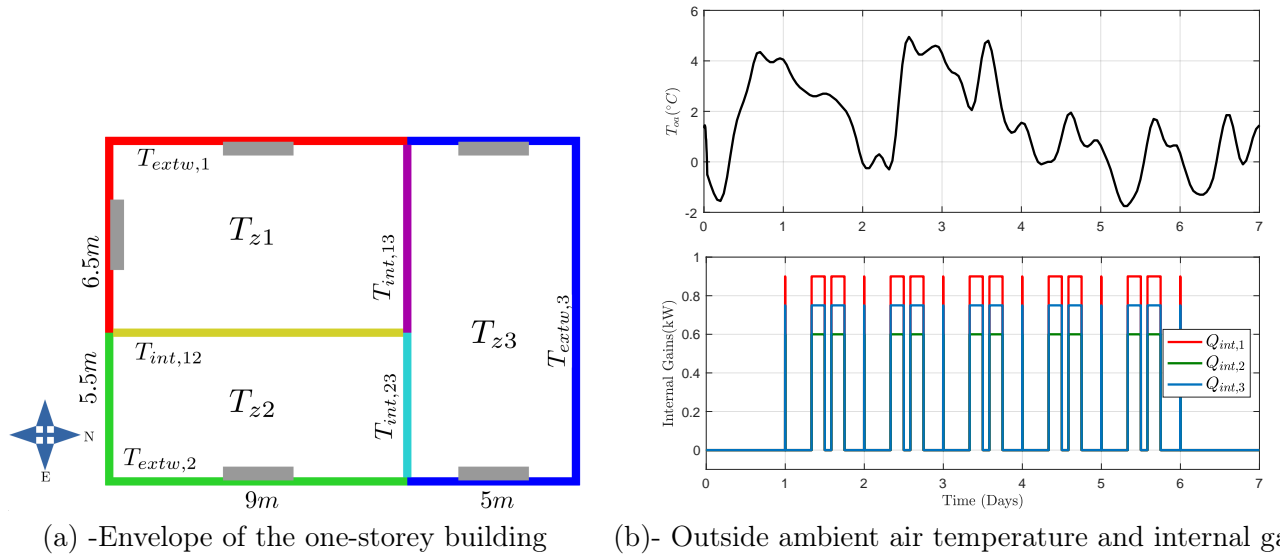 T_{extw,1}
T_{z1}
6.5m
T_{int,13}
T_{int,12}
T_{z3}
T_{extw,3}
5.5m
T_{z2}
T_{int,23}
N
E
T_{extw,2}
9m
5m
(a) -Envelope of the one-storey building
6
4
2
0
-2
T_{oa}(°C)
0 1 2 3 4 5 6 7
1
0.8
0.6
0.4
0.2
0
Internal Gains(kW)
Q_{int,1}
Q_{int,2}
Q_{int,3}
0 1 2 3 4 5 6 7
Time (Days)
(b)- Outside ambient air temperature and internal ga